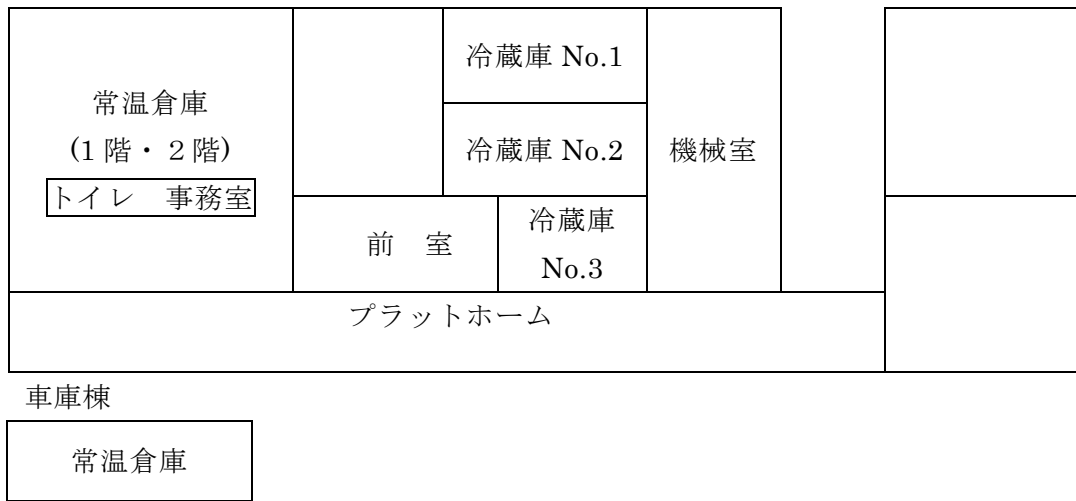 冷蔵庫 No.1
常温倉庫
(1 階・２階)
冷蔵庫 No.2
機械室
トイレ　事務室
前　室
冷蔵庫
No.3
プラットホーム
車庫棟
常温倉庫